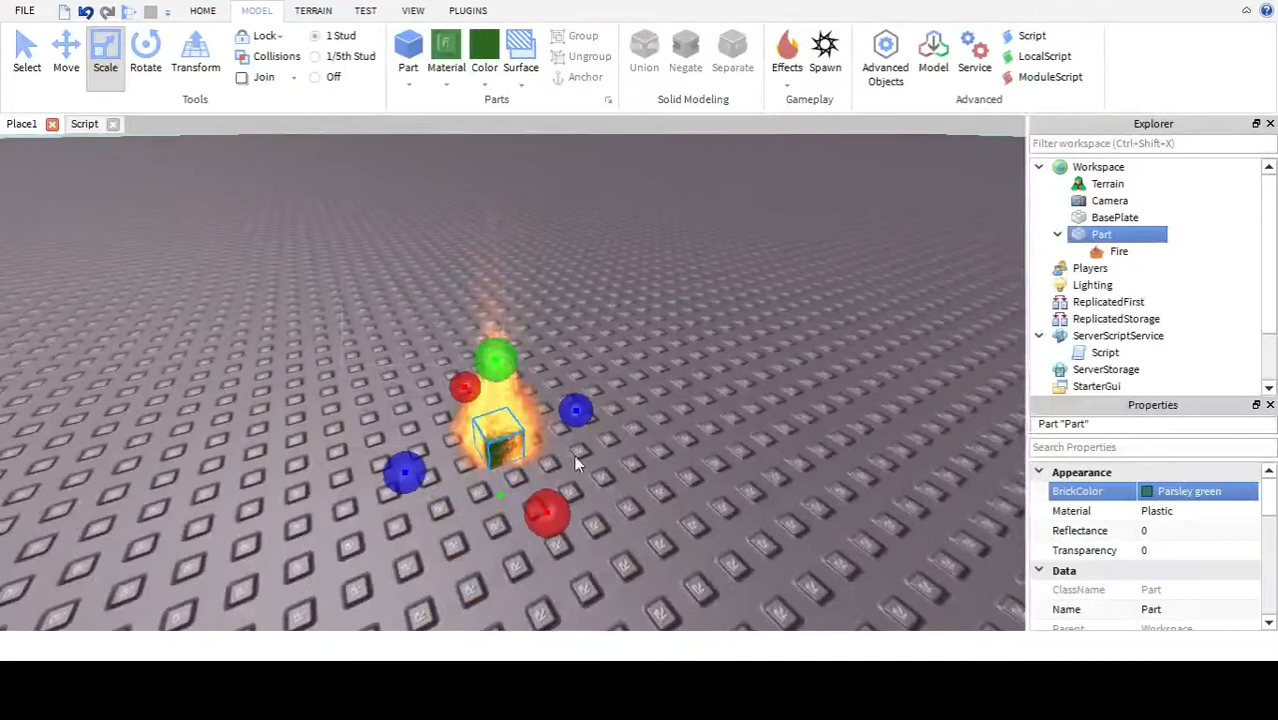 FILE
HOME
MODEL
TERRAIN
TEST
VIEW
PLUGINS
Select
Move
Scale
Rotate
Transform
Lock
Collisions
Join
1 Stud
1/5th Stud
Off
Tools
Part
Material
Color
Surface
Group
Ungroup
Anchor
Parts
Union
Negate
Separate
Solid Modeling
Effects
Spawn
Gameplay
Advanced
Objects
Model
Service
Script
LocalScript
ModuleScript
Advanced
Place1
Script
Explorer
Filter workspace (Ctrl+Shift+X)
Workspace
Terrain
Camera
BasePlate
Part
Fire
Players
Lighting
ReplicatedFirst
ReplicatedStorage
ServerScriptService
Script
ServerStorage
StarterGui
Properties
Part "Part"
Search Properties
Appearance
BrickColor Parsley green
Material Plastic
Reflectance 0
Transparency 0
Data
ClassName Part
Name Part
Parent Workspace